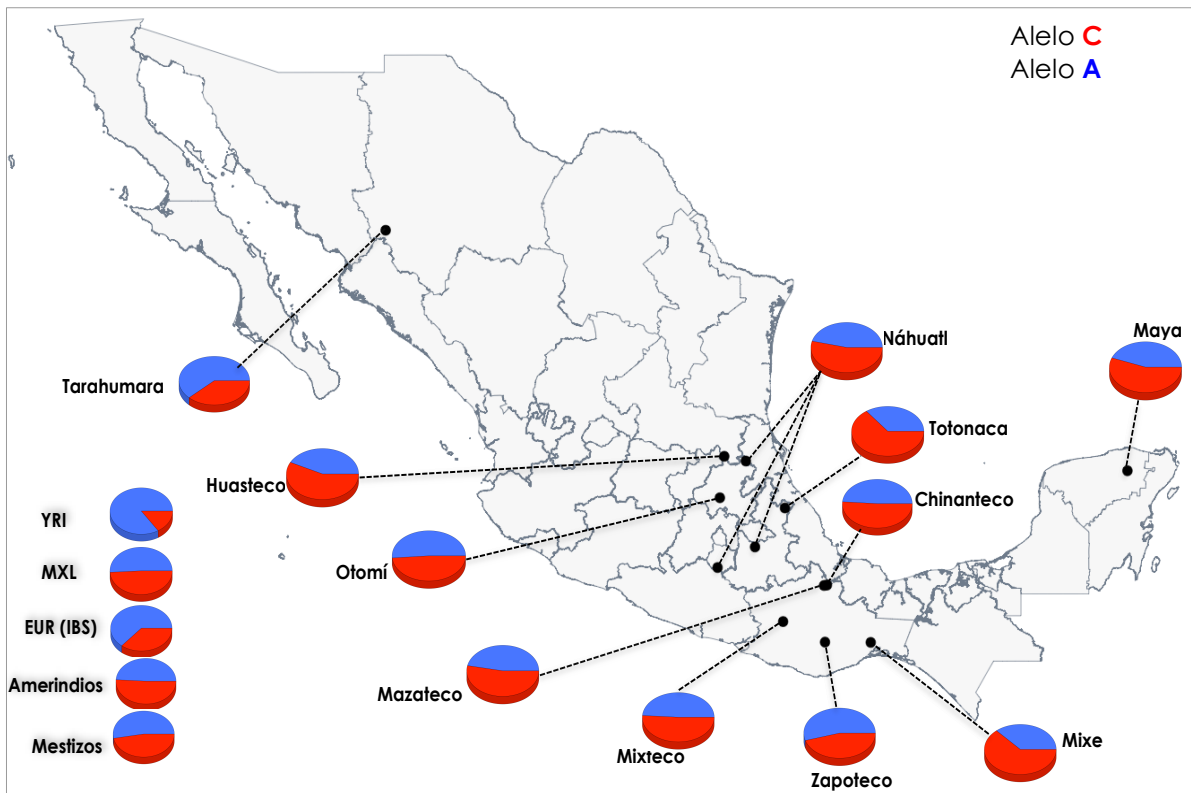 Alelo C
Alelo A
Náhuatl
Maya
Tarahumara
Totonaca
Huasteco
Chinanteco
YRI
Otomí
MXL
EUR (IBS)
Amerindios
Mazateco
Mestizos
Mixteco
Mixe
Zapoteco